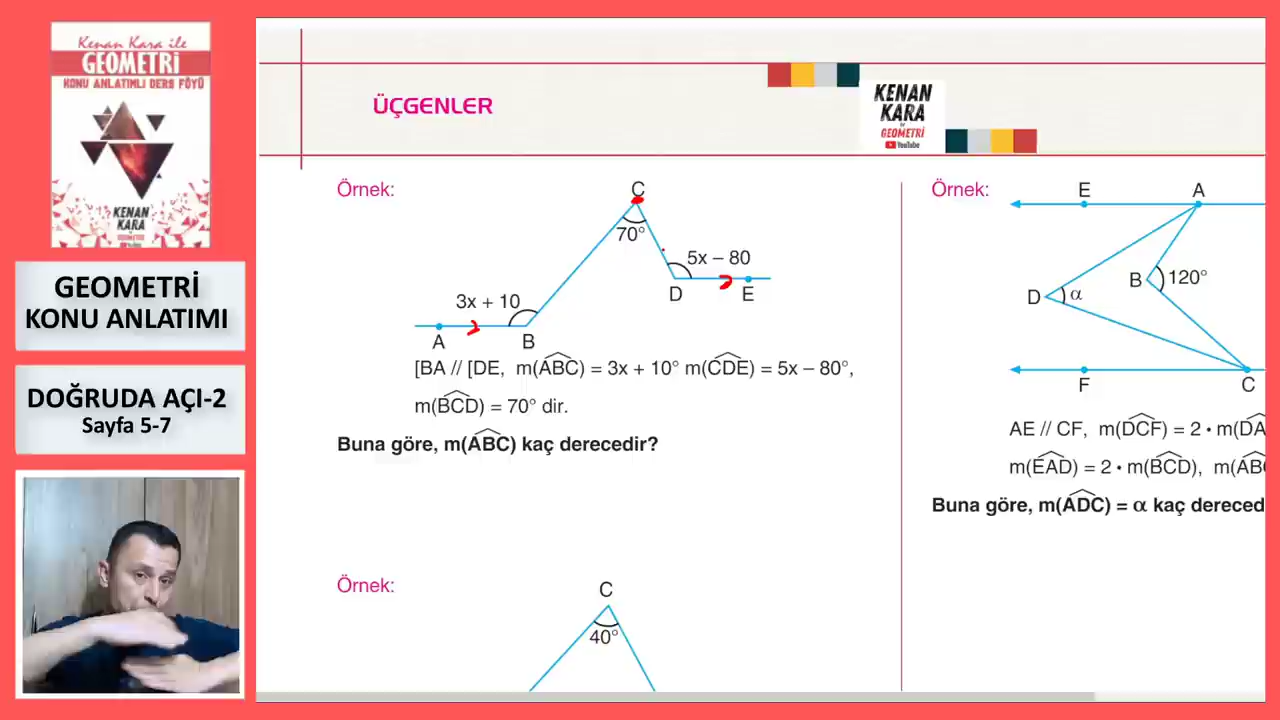 Kenan Kara ile
GEOMETRİ
KONU ANLATIMLI DERS FÖYÜ
KENAN
KARA
GEOMETRİ
GEOMETRİ
KONU ANLATIMI
DOĞRUDA AÇI-2
Sayfa 5-7
ÜÇGENLER
KENAN
KARA
GEOMETRİ
YouTube
Örnek:
C
70°
5x – 80
D
E
3x + 10
A
B
[BA // [DE, m(ABC) = 3x + 10° m(CDE) = 5x – 80°,
m(BCD) = 70° dir.
Buna göre, m(ABC) kaç derecedir?
Örnek:
C
40°
Örnek:
E
A
B
120°
D
α
F
C
AE // CF, m(DCF) = 2 • m(DA
m(EAD) = 2 • m(BCD), m(AB
Buna göre, m(ADC) = α kaç dereced